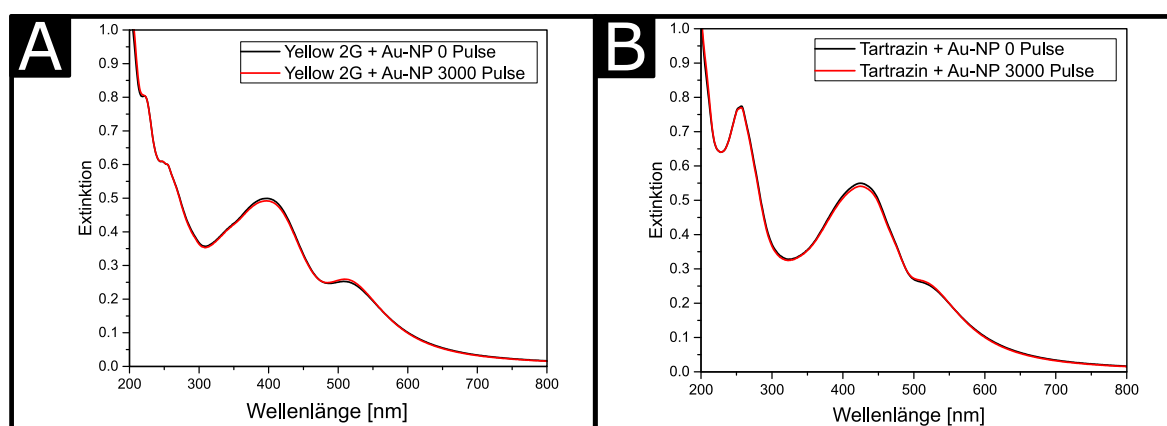 A
Yellow 2G + Au-NP 0 Pulse
Yellow 2G + Au-NP 3000 Pulse
Extinktion
1.0
0.9
0.8
0.7
0.6
0.5
0.4
0.3
0.2
0.1
0.0
200 300 400 500 600 700 800
Wellenlänge [nm]
B
Tartrazin + Au-NP 0 Pulse
Tartrazin + Au-NP 3000 Pulse
Extinktion
1.0
0.9
0.8
0.7
0.6
0.5
0.4
0.3
0.2
0.1
0.0
200 300 400 500 600 700 800
Wellenlänge [nm]